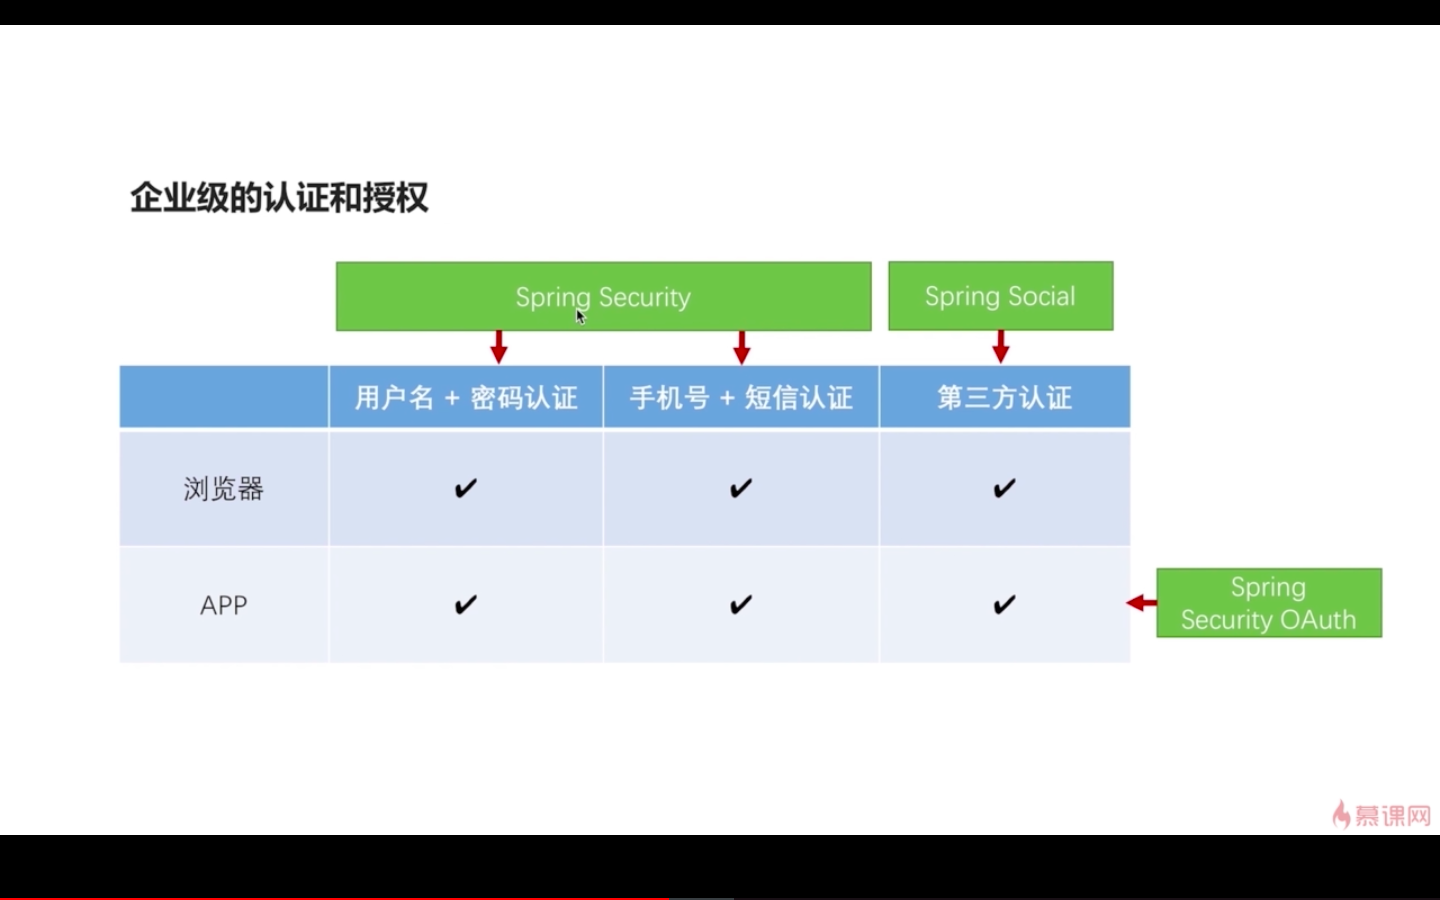 企业级的认证和授权
Spring Security
Spring Social
用户名 + 密码认证
手机号 + 短信认证
第三方认证
浏览器
APP
Spring
Security OAuth
慕课网